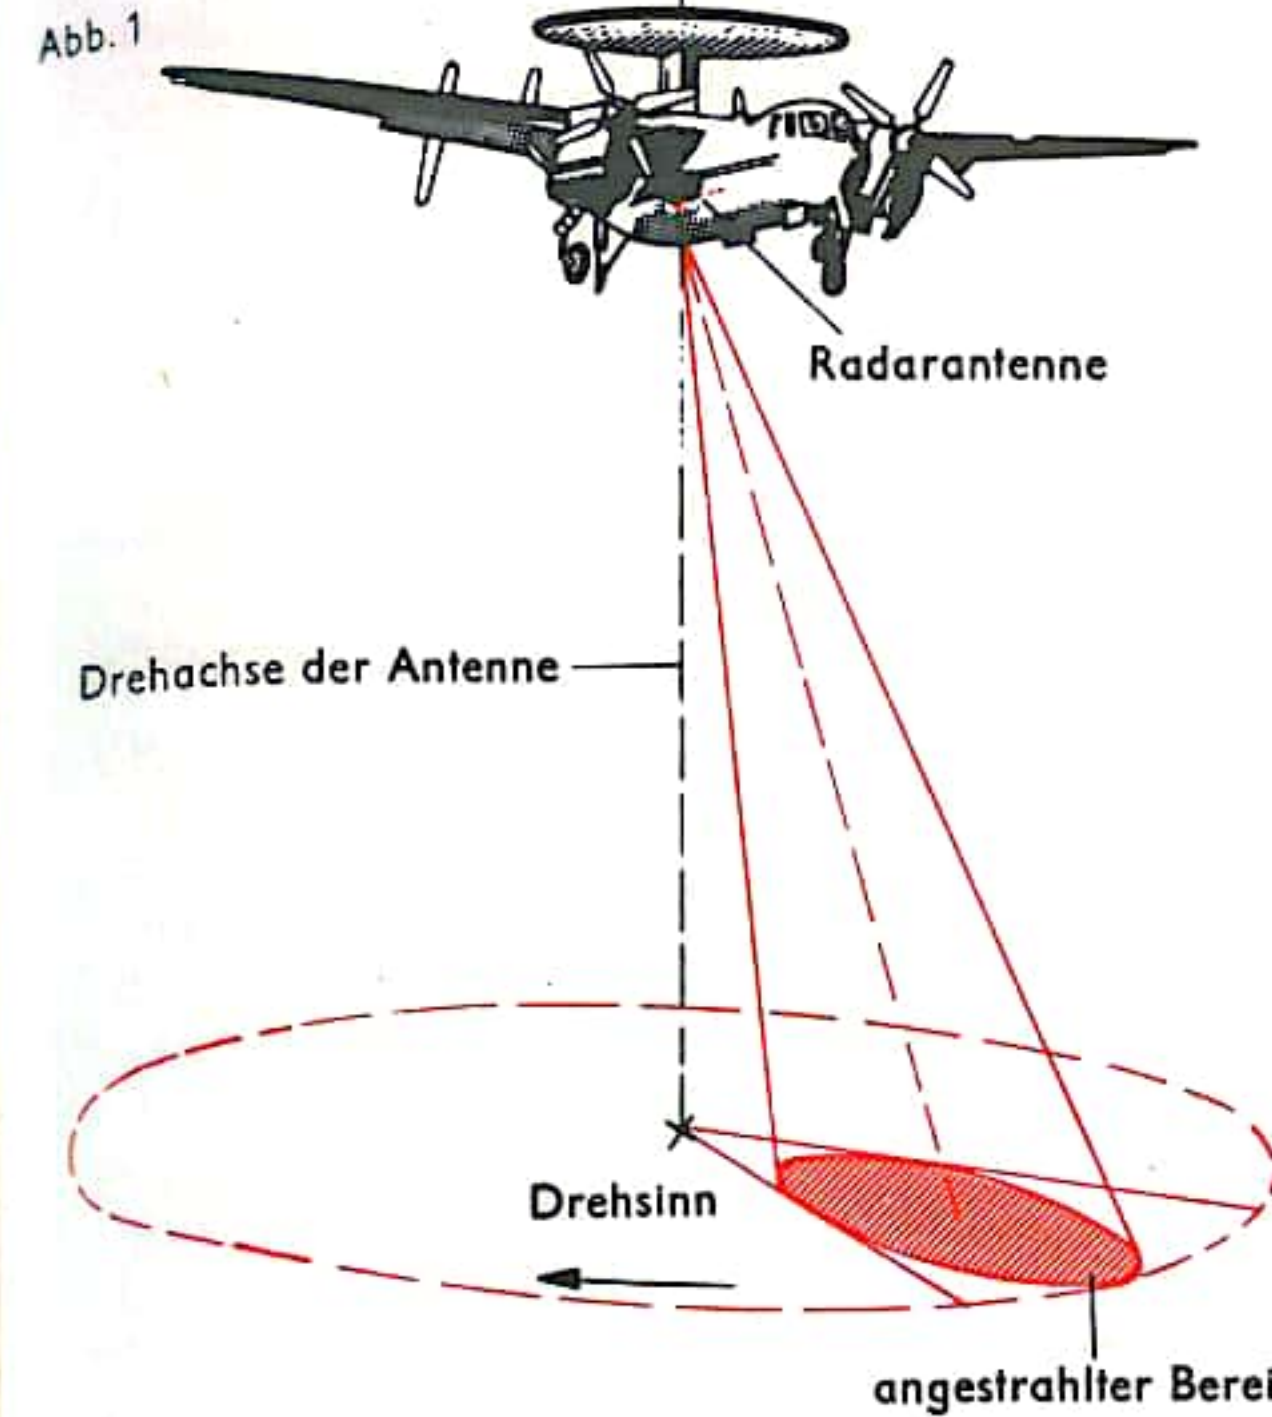 Abb. 1
Radarantenne
Drehachse der Antenne
Drehsinn
angestrahlter Berei